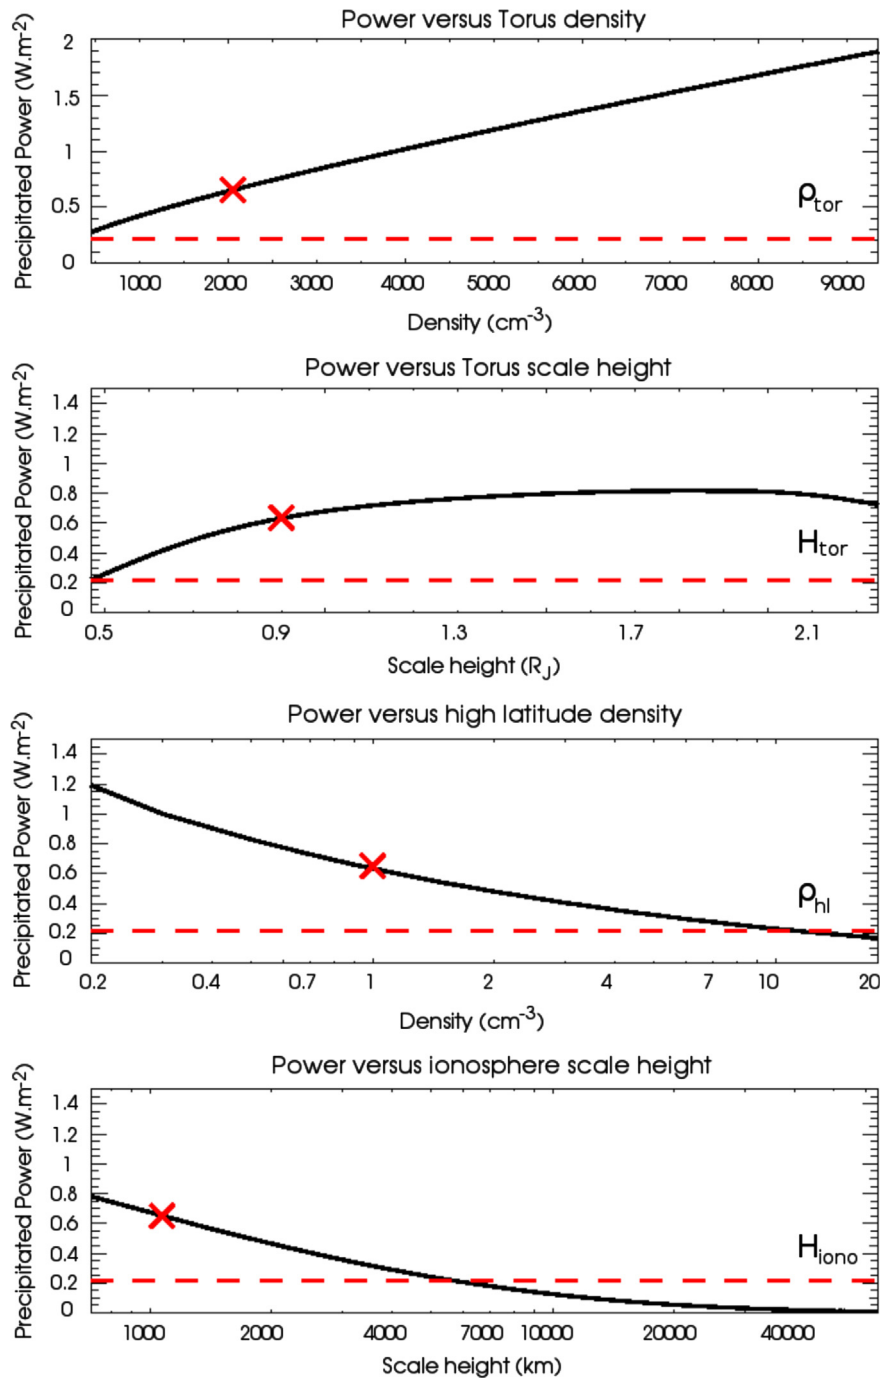 Power versus Torus density
Precipitated Power (W.m-2)
2
1.5
1
0.5
0
ρtor
1000 2000 3000 4000 5000 6000 7000 8000 9000
Density (cm-3)
Power versus Torus scale height
Precipitated Power (W.m-2)
1.4
1.2
1
0.8
0.6
0.4
0.2
0
Htor
0.5 0.9 1.3 1.7 2.1
Scale height (RJ)
Power versus high latitude density
Precipitated Power (W.m-2)
1.4
1.2
1
0.8
0.6
0.4
0.2
0
ρhl
0.2 0.4 0.7 1 2 4 7 10 20
Density (cm-3)
Power versus ionosphere scale height
Precipitated Power (W.m-2)
1.4
1.2
1
0.8
0.6
0.4
0.2
0
Hiono
1000 2000 4000 7000 10000 20000 40000
Scale height (km)